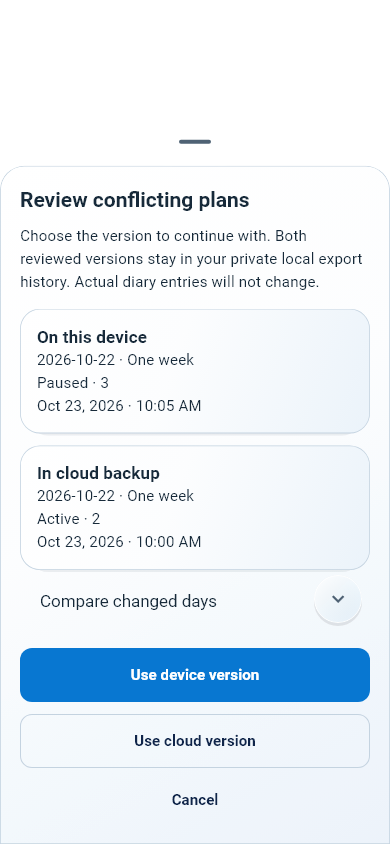 Review conflicting plans
Choose the version to continue with. Both
reviewed versions stay in your private local export
history. Actual diary entries will not change.
On this device
2026-10-22 · One week
Paused · 3
Oct 23, 2026 · 10:05 AM
In cloud backup
2026-10-22 · One week
Active · 2
Oct 23, 2026 · 10:00 AM
Compare changed days
Use device version
Use cloud version
Cancel